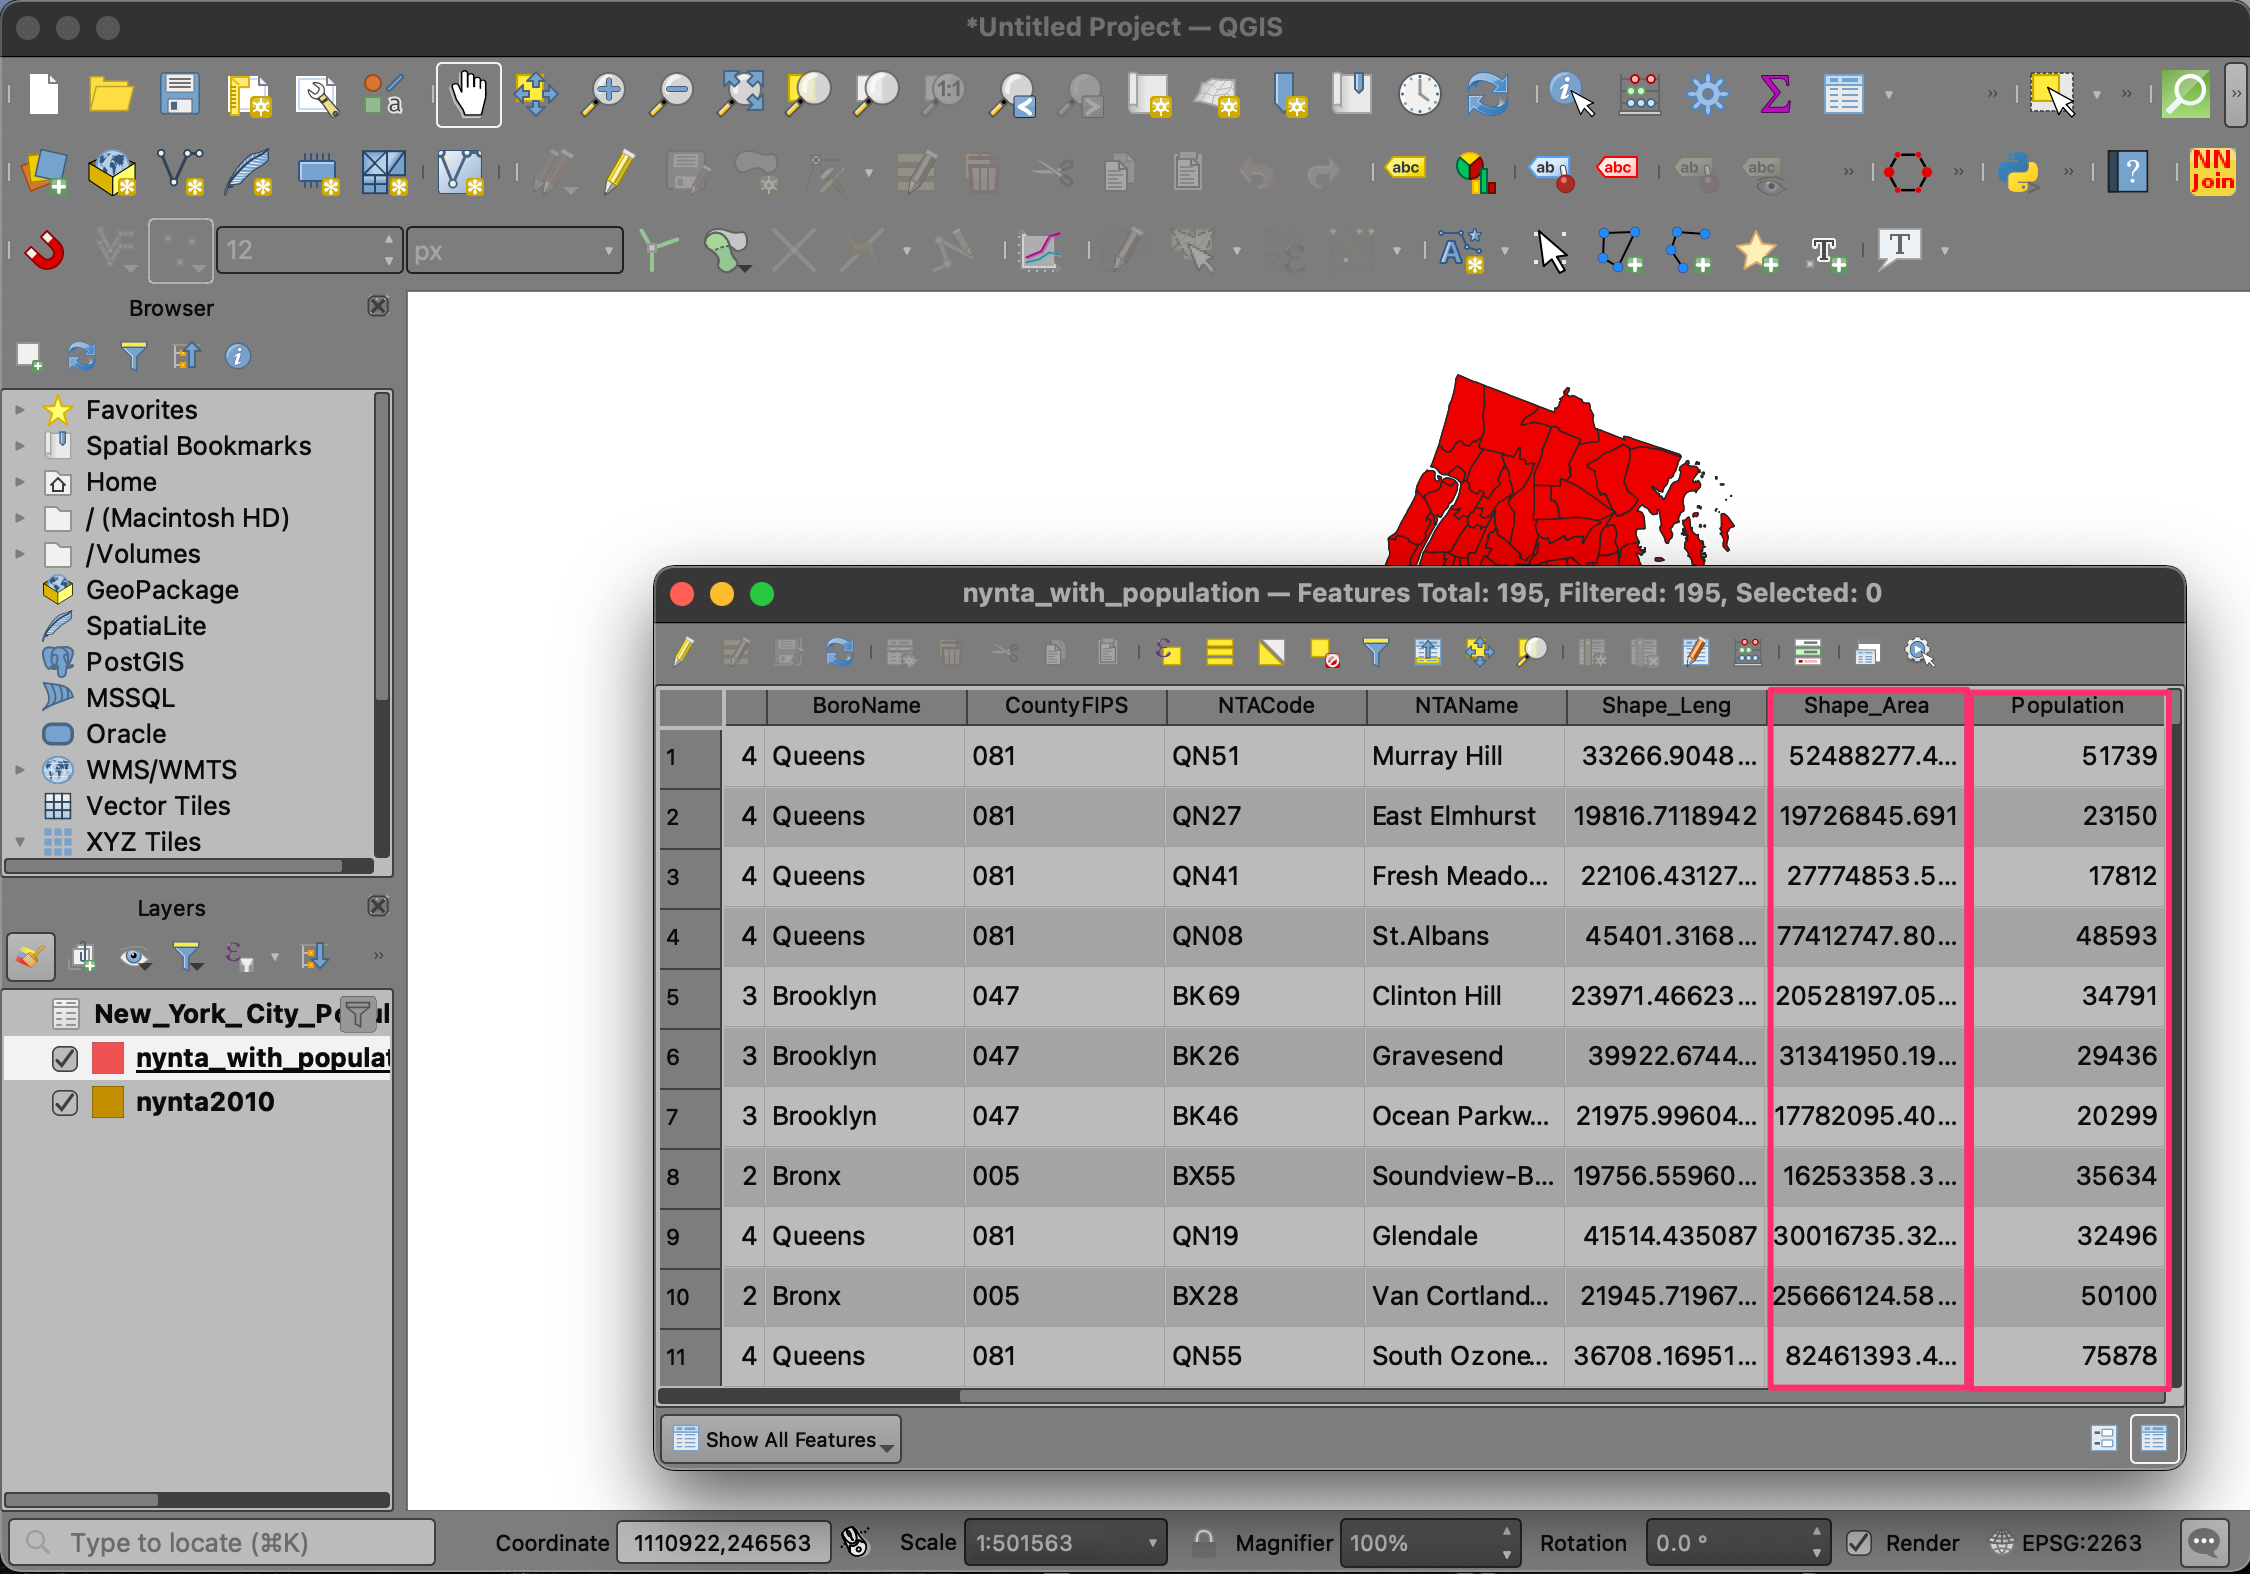 *Untitled Project — QGIS
1:1
abc
ab
abc
ab
abc
NN
Join
12
px
Browser
Favorites
Spatial Bookmarks
Home
/ (Macintosh HD)
/Volumes
GeoPackage
SpatiaLite
PostGIS
MSSQL
Oracle
WMS/WMTS
Vector Tiles
XYZ Tiles
Layers
New_York_City_P
nynta_with_populat
nynta2010
nynta_with_population — Features Total: 195, Filtered: 195, Selected: 0
BoroName CountyFIPS NTACode NTAName Shape_Leng Shape_Area Population
1 4 Queens 081 QN51 Murray Hill 33266.9048... 52488277.4... 51739
2 4 Queens 081 QN27 East Elmhurst 19816.7118942 19726845.691 23150
3 4 Queens 081 QN41 Fresh Meado... 22106.43127... 27774853.5... 17812
4 4 Queens 081 QN08 St.Albans 45401.3168... 77412747.80... 48593
5 3 Brooklyn 047 BK69 Clinton Hill 23971.46623... 20528197.05... 34791
6 3 Brooklyn 047 BK26 Gravesend 39922.6744... 31341950.19... 29436
7 3 Brooklyn 047 BK46 Ocean Parkw... 21975.99604... 17782095.40... 20299
8 2 Bronx 005 BX55 Soundview-B... 19756.55960... 16253358.3... 35634
9 4 Queens 081 QN19 Glendale 41514.435087 30016735.32... 32496
10 2 Bronx 005 BX28 Van Cortland... 21945.71967... 25666124.58... 50100
11 4 Queens 081 QN55 South Ozone... 36708.16951... 82461393.4... 75878
Show All Features
Type to locate (⌘K) Coordinate 1110922,246563 Scale 1:501563 Magnifier 100% Rotation 0.0 ° Render EPSG:2263